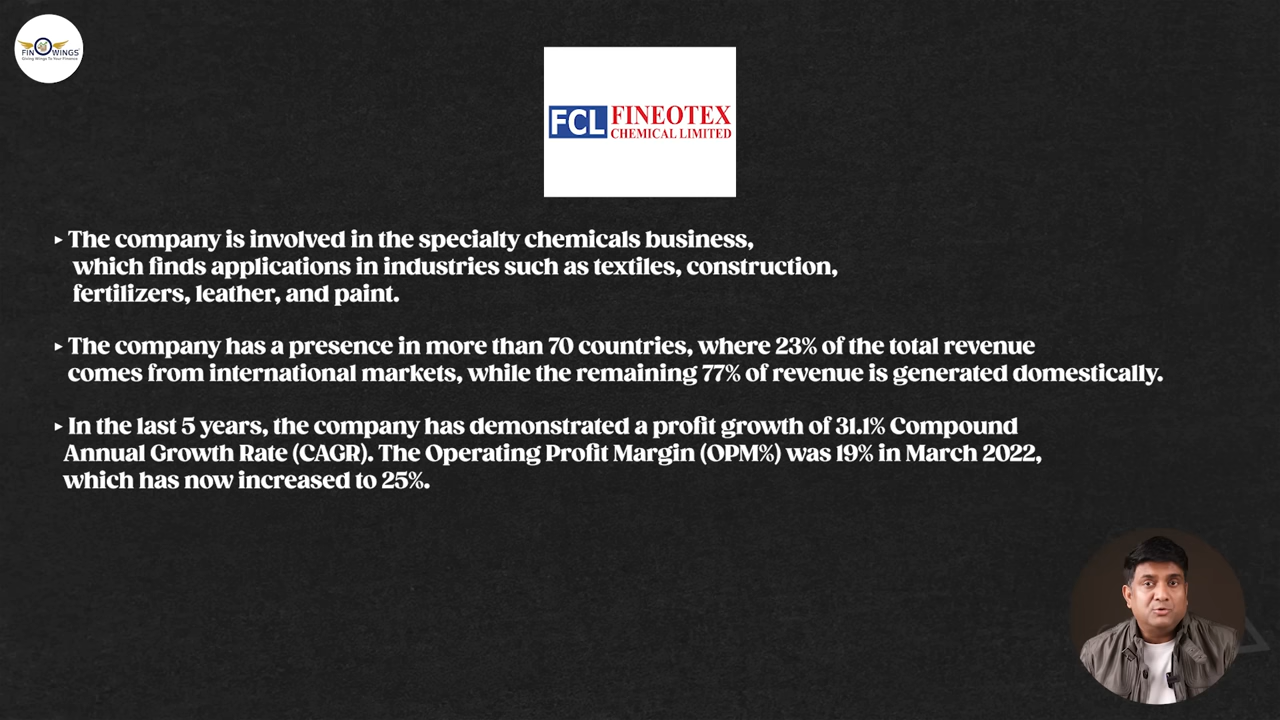 FINOWINGS
Giving Wings To Your Finance
FCL FINEOTEX
CHEMICAL LIMITED
▸ The company is involved in the specialty chemicals business,
which finds applications in industries such as textiles, construction,
fertilizers, leather, and paint.
▸ The company has a presence in more than 70 countries, where 23% of the total revenue
comes from international markets, while the remaining 77% of revenue is generated domestically.
▸ In the last 5 years, the company has demonstrated a profit growth of 31.1% Compound
Annual Growth Rate (CAGR). The Operating Profit Margin (OPM%) was 19% in March 2022,
which has now increased to 25%.